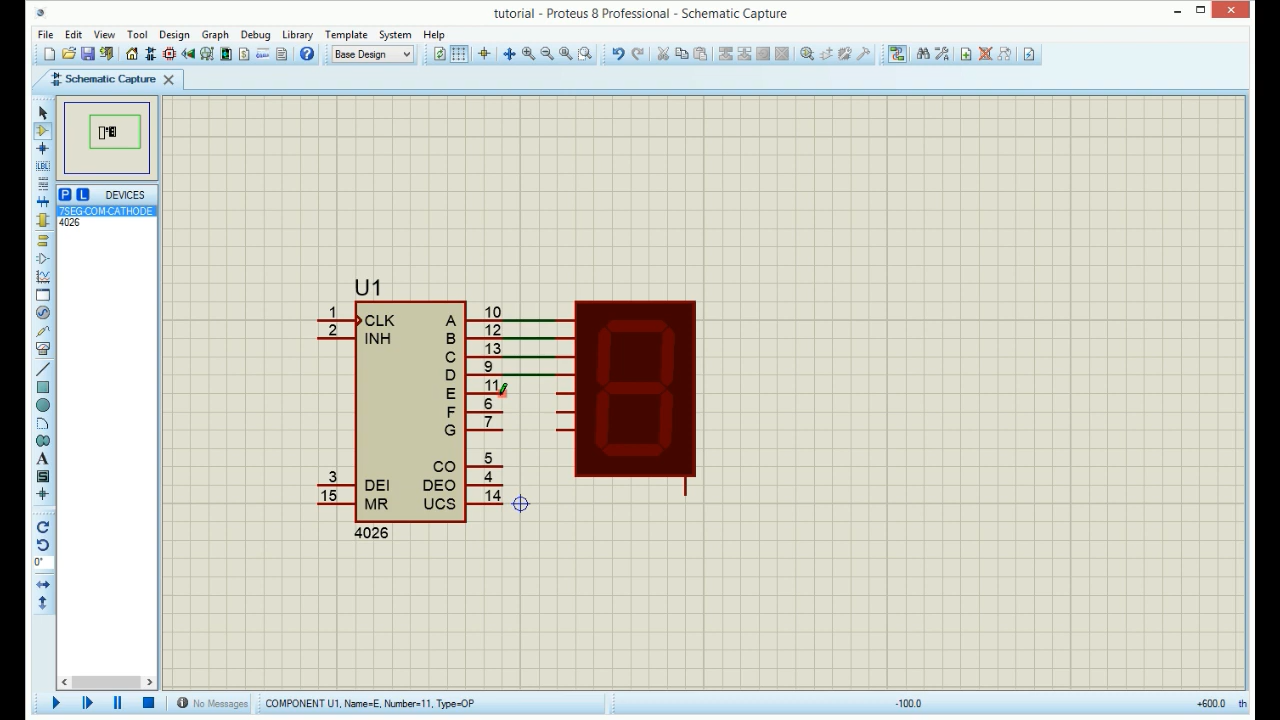 tutorial - Proteus 8 Professional - Schematic Capture
File Edit View Tool Design Graph Debug Library Template System Help
Base Design
Schematic Capture
P L DEVICES
7SEG-COM-CATHODE
4026
LBL
A
0°
U1
1 CLK A 10
2 INH B 12
C 13
D 9
E 11
F 6
G 7
CO 5
3 DEI DEO 4
15 MR UCS 14
4026
No Messages COMPONENT U1, Name=E, Number=11, Type=OP -100.0 +600.0 th